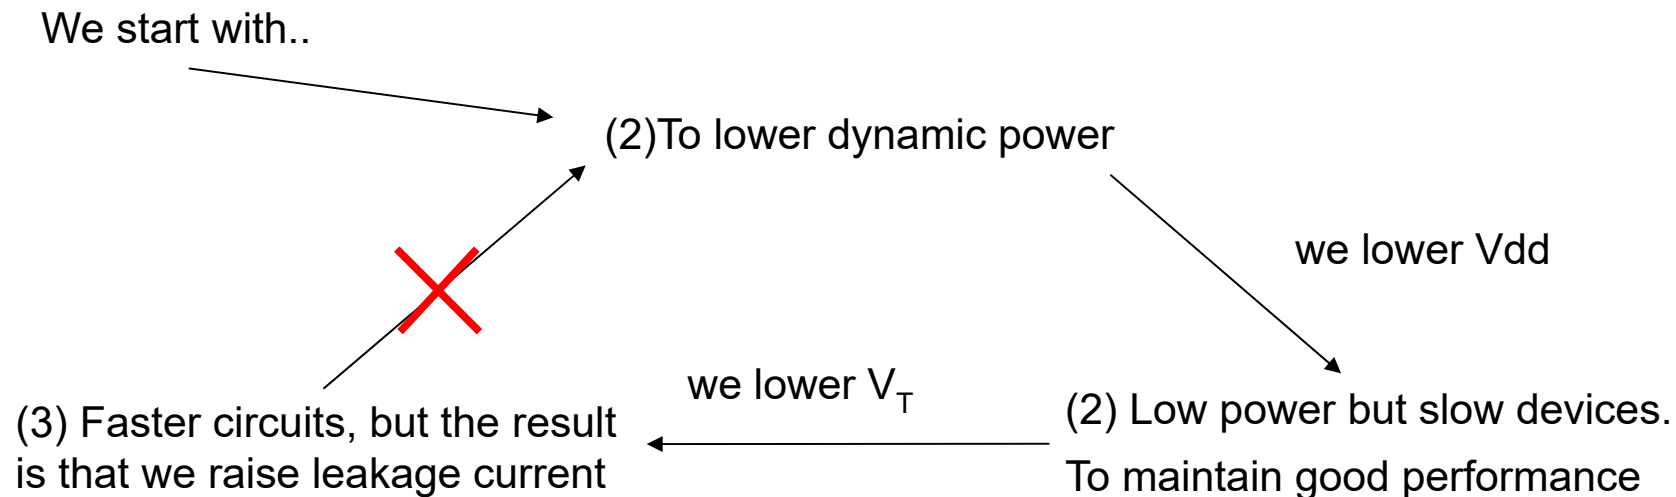 We start with..
(2)To lower dynamic power
we lower Vdd
we lower V_T
(2) Low power but slow devices.
To maintain good performance
(3) Faster circuits, but the result
is that we raise leakage current